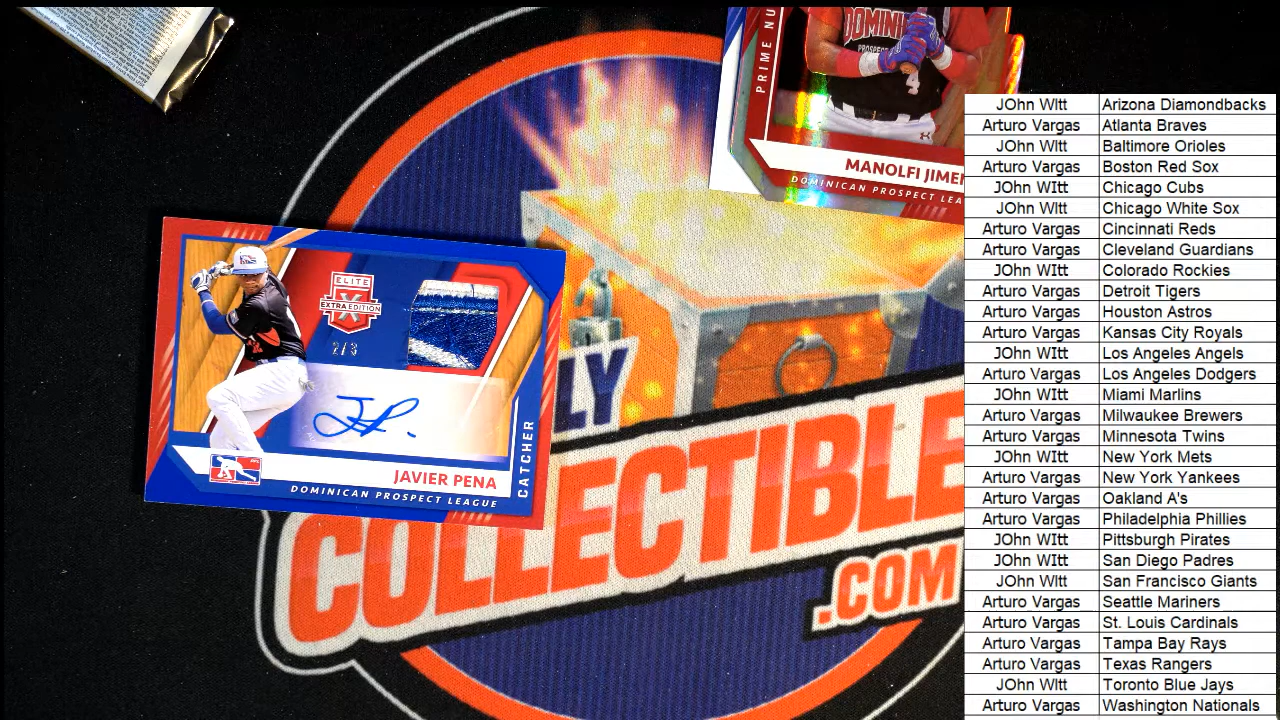 DOMINI
PROSPEC
PRIME NU
MANOLFI JIMEN
DOMINICAN PROSPECT LEA
ELITE
EXTRA EDITION
X
2/3
JAVIER PENA
DOMINICAN PROSPECT LEAGUE
CATCHER
LY
COLLECTIBLE
.COM
JOhn WItt Arizona Diamondbacks
Arturo Vargas Atlanta Braves
JOhn WItt Baltimore Orioles
Arturo Vargas Boston Red Sox
JOhn WItt Chicago Cubs
JOhn WItt Chicago White Sox
Arturo Vargas Cincinnati Reds
Arturo Vargas Cleveland Guardians
JOhn WItt Colorado Rockies
Arturo Vargas Detroit Tigers
Arturo Vargas Houston Astros
Arturo Vargas Kansas City Royals
JOhn WItt Los Angeles Angels
Arturo Vargas Los Angeles Dodgers
JOhn WItt Miami Marlins
Arturo Vargas Milwaukee Brewers
Arturo Vargas Minnesota Twins
JOhn WItt New York Mets
Arturo Vargas New York Yankees
Arturo Vargas Oakland A's
Arturo Vargas Philadelphia Phillies
JOhn WItt Pittsburgh Pirates
JOhn WItt San Diego Padres
JOhn WItt San Francisco Giants
Arturo Vargas Seattle Mariners
Arturo Vargas St. Louis Cardinals
Arturo Vargas Tampa Bay Rays
Arturo Vargas Texas Rangers
JOhn WItt Toronto Blue Jays
Arturo Vargas Washington Nationals